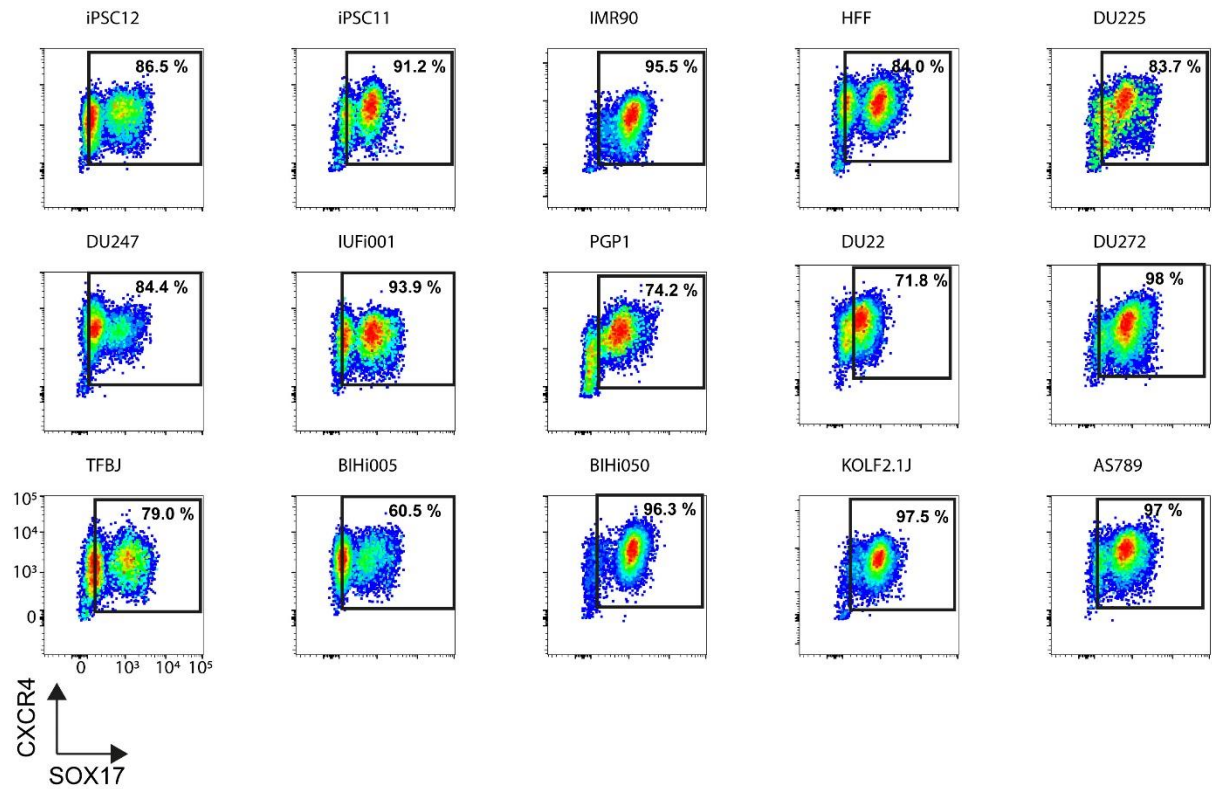 iPSC12 iPSC11 IMR90 HFF DU225
86.5 % 91.2 % 95.5 % 84.0 % 83.7 %
DU247 IUFi001 PGP1 DU22 DU272
84.4 % 93.9 % 74.2 % 71.8 % 98 %
TFBJ BIHi005 BIHi050 KOLF2.1J AS789
10⁵
79.0 % 60.5 % 96.3 % 97.5 % 97 %
10⁴
10³
0
0 10³ 10⁴ 10⁵
CXCR4
SOX17